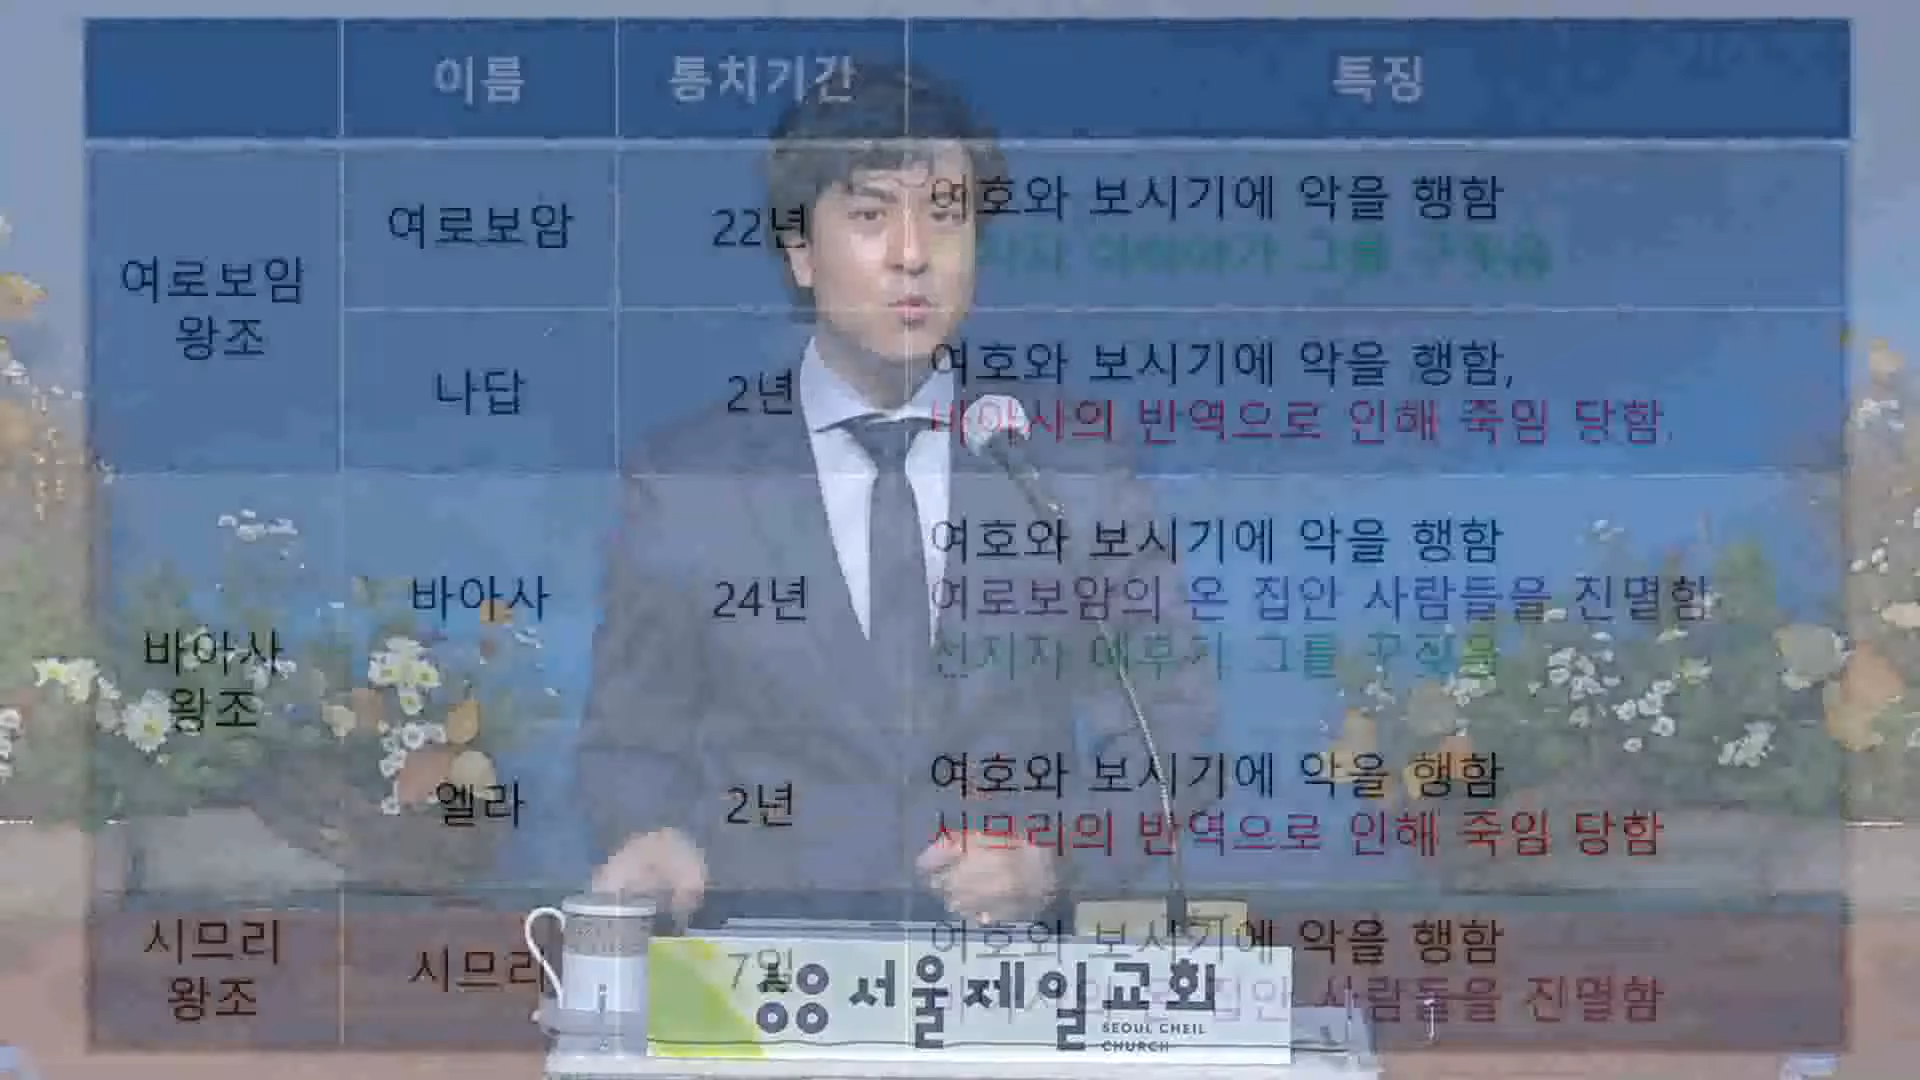 이름 통치기간 특징
여로보암
왕조
여로보암 22년 여호와 보시기에 악을 행함
그를 꾸짖음
나답 2년 여호와 보시기에 악을 행함,
바아사의 반역으로 인해 죽임 당함.
바아사
왕조
바아사 24년 여호와 보시기에 악을 행함
여로보암의 온 집안 사람들을 진멸함
선지자 예후가 그를 꾸짖음
엘라 2년 여호와 보시기에 악을 행함
시므리의 반역으로 인해 죽임 당함
시므리
왕조
시므리 7일 여호와 보시기에 악을 행함
집안 사람들을 진멸함
서울제일교회
SEOUL CHEIL
CHURCH